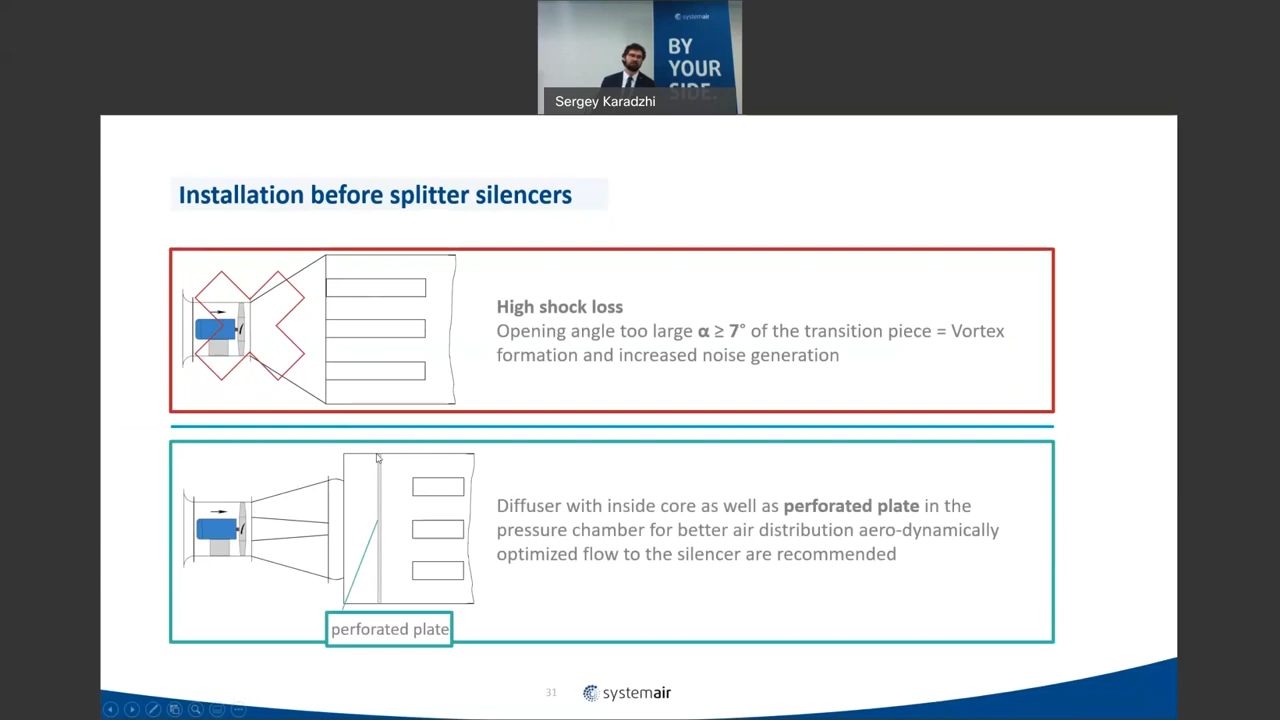 systemair
BY
YOUR
SIDE.
Sergey Karadzhi
Installation before splitter silencers
High shock loss
Opening angle too large α ≥ 7° of the transition piece = Vortex
formation and increased noise generation
Diffuser with inside core as well as perforated plate in the
pressure chamber for better air distribution aero-dynamically
optimized flow to the silencer are recommended
perforated plate
31
systemair